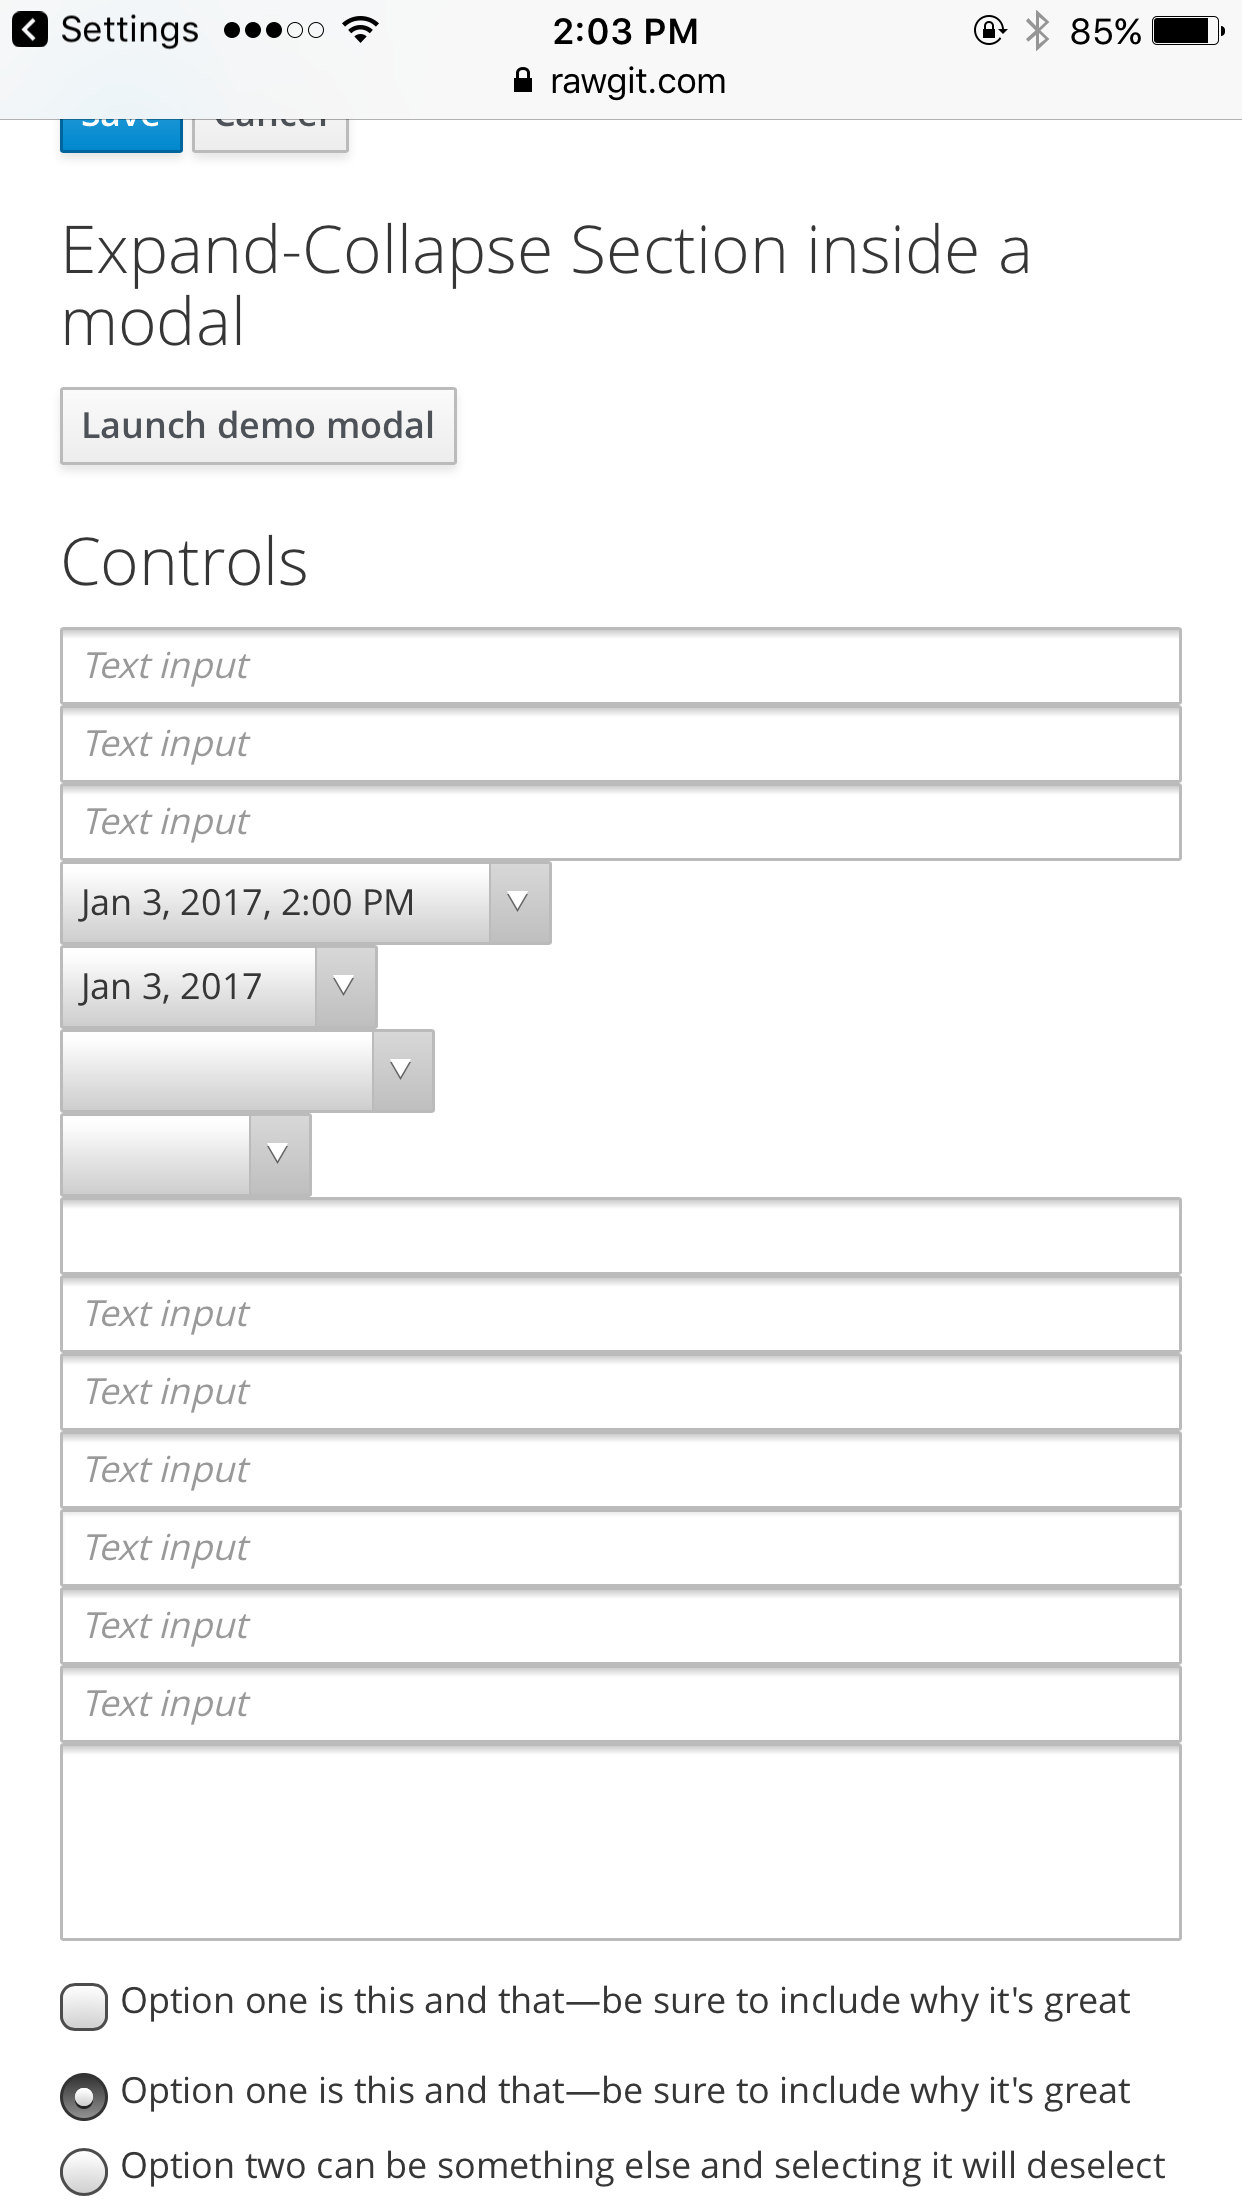 Settings 2:03 PM 85%
rawgit.com
Save Cancel
Expand-Collapse Section inside a
modal
Launch demo modal
Controls
Text input
Text input
Text input
Jan 3, 2017, 2:00 PM
Jan 3, 2017
Text input
Text input
Text input
Text input
Text input
Text input
Option one is this and that—be sure to include why it's great
Option one is this and that—be sure to include why it's great
Option two can be something else and selecting it will deselect